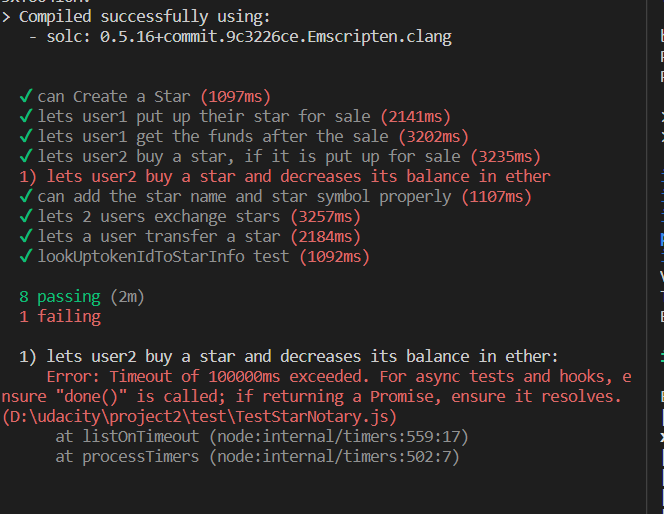 > Compiled successfully using:
- solc: 0.5.16+commit.9c3226ce.Emscripten.clang
✓ can Create a Star (1097ms)
✓ lets user1 put up their star for sale (2141ms)
✓ lets user1 get the funds after the sale (3202ms)
✓ lets user2 buy a star, if it is put up for sale (3235ms)
1) lets user2 buy a star and decreases its balance in ether
✓ can add the star name and star symbol properly (1107ms)
✓ lets 2 users exchange stars (3257ms)
✓ lets a user transfer a star (2184ms)
✓ lookUptokenIdToStarInfo test (1092ms)
8 passing (2m)
1 failing
1) lets user2 buy a star and decreases its balance in ether:
Error: Timeout of 100000ms exceeded. For async tests and hooks, e
nsure "done()" is called; if returning a Promise, ensure it resolves.
(D:\udacity\project2\test\TestStarNotary.js)
at listOnTimeout (node:internal/timers:559:17)
at processTimers (node:internal/timers:502:7)